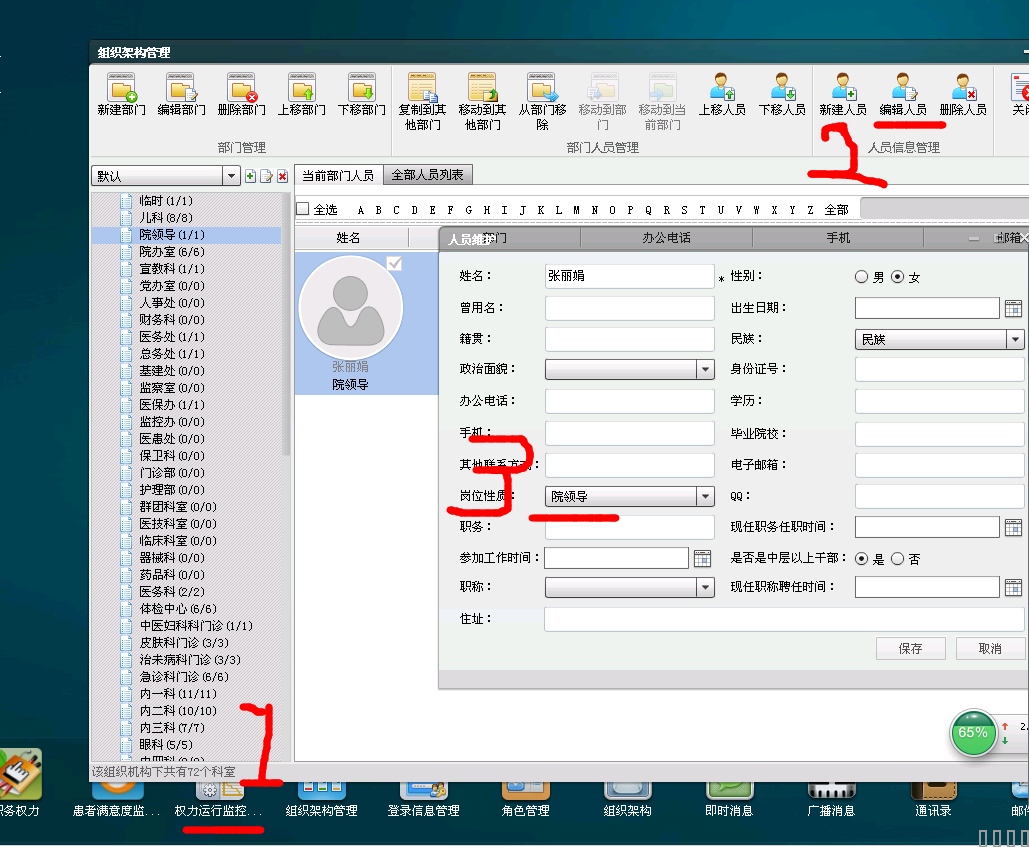 组织架构管理
新建部门 编辑部门 删除部门 上移部门 下移部门 复制到其他部门 移动到其他部门 从部门移除 移动到部门 移动到当前部门 上移人员 下移人员 新建人员 编辑人员 删除人员 关闭
部门管理 部门人员管理 人员信息管理
2
默认 当前部门人员 全部人员列表
全选 A B C D E F G H I J K L M N O P Q R S T U V W X Y Z 全部
姓名 部门 办公电话 手机 邮箱
人员维护
张丽娟
院领导
临时(1/1)
儿科(8/8)
院领导(1/1)
院办室(6/6)
宣教科(1/1)
党办室(0/0)
人事处(0/0)
财务科(0/0)
医务处(1/1)
总务处(1/1)
基建处(0/0)
监察室(0/0)
医保办(1/1)
监控办(0/0)
医患处(0/0)
保卫科(0/0)
门诊部(0/0)
护理部(0/0)
群团科室(0/0)
医技科室(0/0)
临床科室(0/0)
器械科(0/0)
药品科(0/0)
医务科(2/2)
体检中心(6/6)
中医妇科科门诊(1/1)
皮肤科门诊(3/3)
治未病科门诊(3/3)
急诊科门诊(6/6)
内一科(11/11)
内二科(10/10)
内三科(7/7)
眼科(5/5)
该组织机构下共有72个科室
姓名： 张丽娟 * 性别： 男 女
曾用名： 出生日期：
籍贯： 民族： 民族
政治面貌： 身份证号：
办公电话： 学历：
手机： 毕业院校：
其他联系方式： 电子邮箱：
3
岗位性质： 院领导 QQ：
职务： 现任职务任职时间：
参加工作时间： 是否是中层以上干部： 是 否
职称： 现任职称聘任时间：
住址：
保存 取消
65%
2.
1
职务权力 患者满意度监... 权力运行监控... 组织架构管理 登录信息管理 角色管理 组织架构 即时消息 广播消息 通讯录 邮件